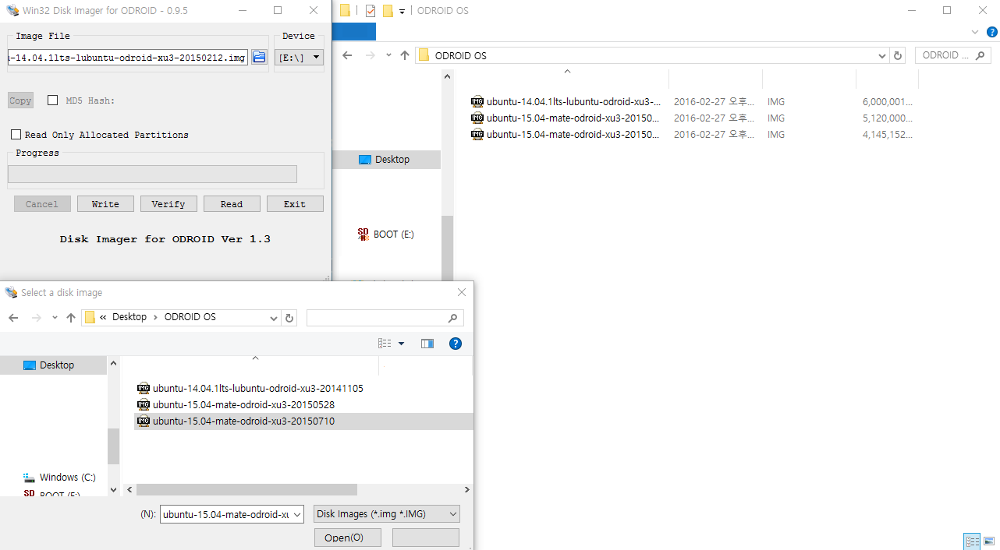 Win32 Disk Imager for ODROID - 0.9.5
Image File
Device
u-14.04.1lts-lubuntu-odroid-xu3-20150212.img
[E:\]
Copy
MD5 Hash:
Read Only Allocated Partitions
Progress
Cancel
Write
Verify
Read
Exit
Disk Imager for ODROID Ver 1.3
ODROID OS
ODROID OS
ODROID ...
ubuntu-14.04.1lts-lubuntu-odroid-xu3-... 2016-02-27 오후... IMG 6,000,001...
ubuntu-15.04-mate-odroid-xu3-20150... 2016-02-27 오후... IMG 5,120,000...
ubuntu-15.04-mate-odroid-xu3-20150... 2016-02-27 오후... IMG 4,145,152...
Desktop
BOOT (E:)
Select a disk image
« Desktop › ODROID OS
Desktop
ubuntu-14.04.1lts-lubuntu-odroid-xu3-20141105
ubuntu-15.04-mate-odroid-xu3-20150528
ubuntu-15.04-mate-odroid-xu3-20150710
Windows (C:)
BOOT (E:)
(N):
ubuntu-15.04-mate-odroid-xu
Disk Images (*.img *.IMG)
Open(O)